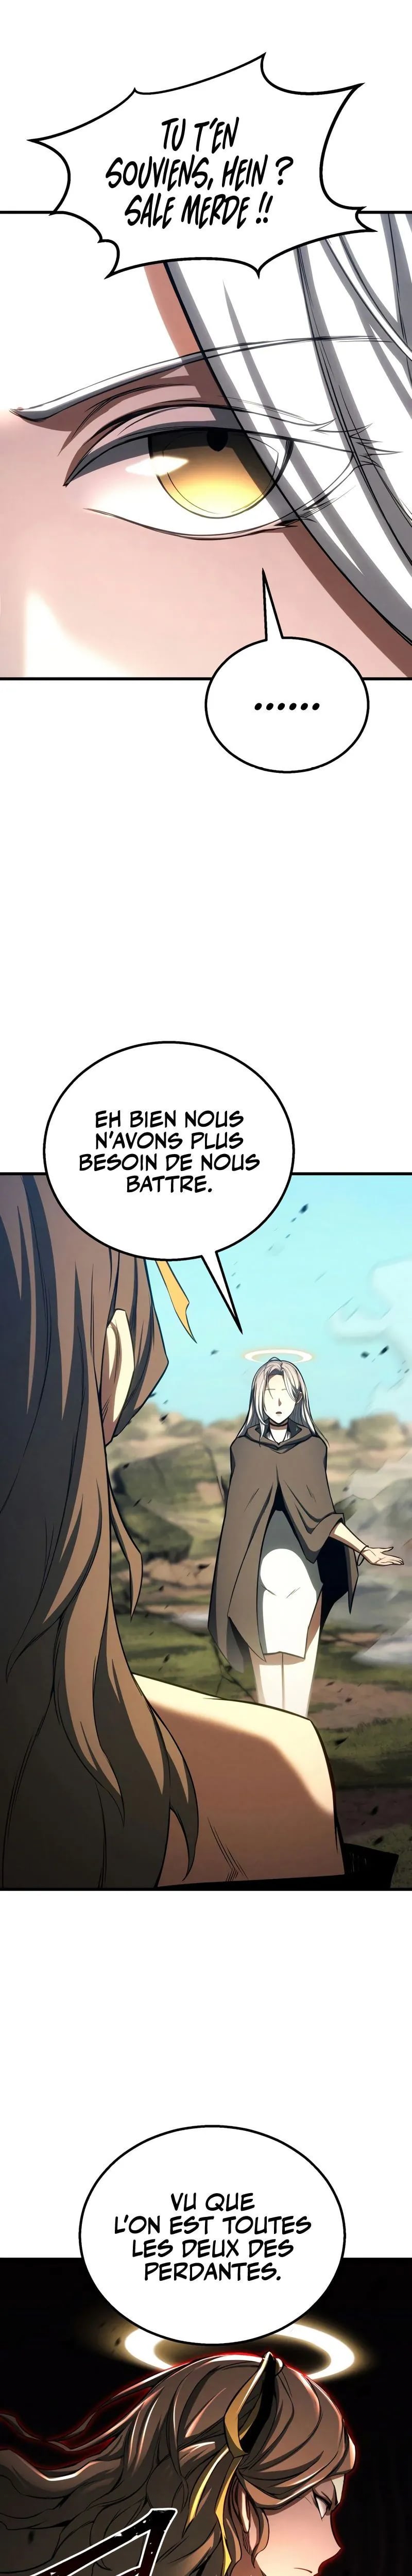 TU T'EN
SOUVIENS, HEIN ?
SALE MERDE !!
......
EH BIEN NOUS
N'AVONS PLUS
BESOIN DE NOUS
BATTRE.
VU QUE
L'ON EST TOUTES
LES DEUX DES
PERDANTES.